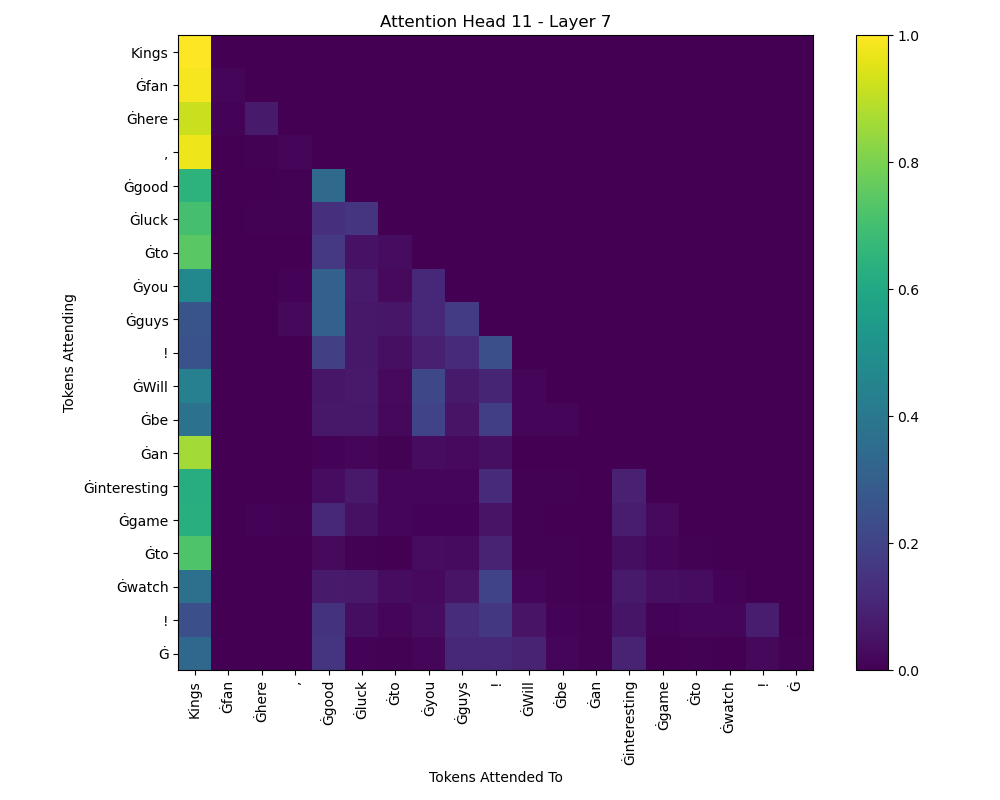 Attention Head 11 - Layer 7
Tokens Attending
Kings
Ġfan
Ġhere
,
Ġgood
Ġluck
Ġto
Ġyou
Ġguys
!
ĠWill
Ġbe
Ġan
Ġinteresting
Ġgame
Ġto
Ġwatch
!
Ġ
Kings
Ġfan
Ġhere
,
Ġgood
Ġluck
Ġto
Ġyou
Ġguys
!
ĠWill
Ġbe
Ġan
Ġinteresting
Ġgame
Ġto
Ġwatch
!
Ġ
Tokens Attended To
1.0
0.8
0.6
0.4
0.2
0.0